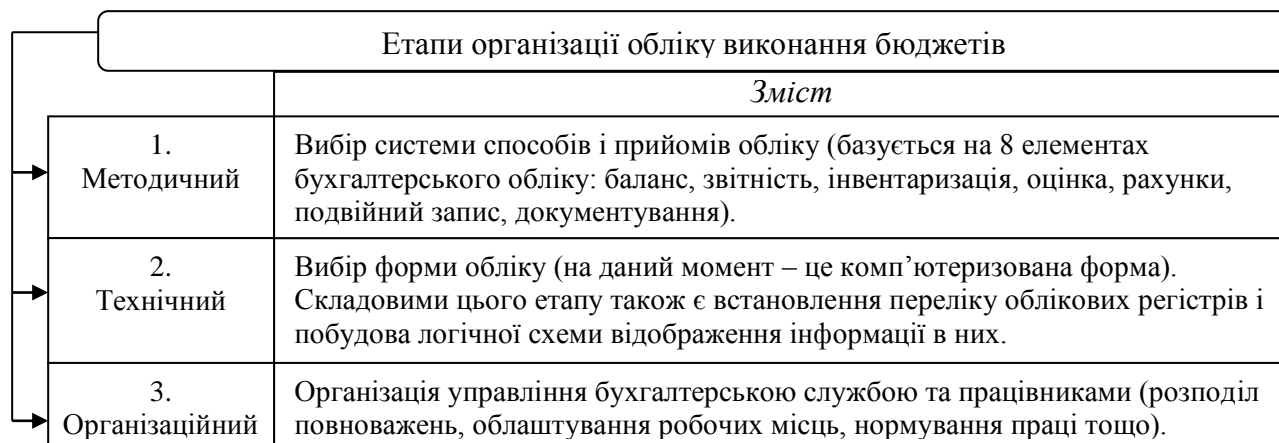 Етапи організації обліку виконання бюджетів
Зміст
1.
Методичний
Вибір системи способів і прийомів обліку (базується на 8 елементах
бухгалтерського обліку: баланс, звітність, інвентаризація, оцінка, рахунки,
подвійний запис, документування).
2.
Технічний
Вибір форми обліку (на даний момент – це комп’ютеризована форма).
Складовими цього етапу також є встановлення переліку облікових регістрів і
побудова логічної схеми відображення інформації в них.
3.
Організаційний
Організація управління бухгалтерською службою та працівниками (розподіл
повноважень, облаштування робочих місць, нормування праці тощо).